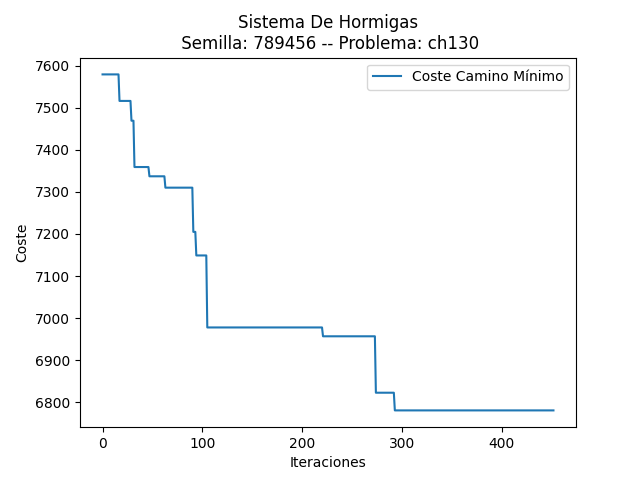 Sistema De Hormigas
Semilla: 789456 -- Problema: ch130
Coste Camino Mínimo
7600
7500
7400
7300
7200
7100
7000
6900
6800
Coste
0 100 200 300 400
Iteraciones